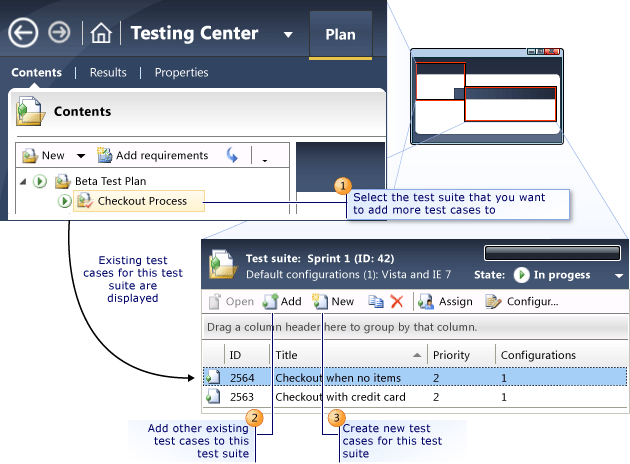 Testing Center
Plan
Contents
Results
Properties
Contents
New
Add requirements
Beta Test Plan
Checkout Process
1
Select the test suite that you want
to add more test cases to
Existing test
cases for this test
suite are
displayed
Test suite: Sprint 1 (ID: 42)
Default configurations (1): Vista and IE 7
State:
In progess
Open
Add
New
Assign
Configur...
Drag a column header here to group by that column.
ID
Title
Priority
Configurations
2564
Checkout when no items
2
1
2563
Checkout with credit card
2
1
2
Add other existing
test cases to this
test suite
3
Create new test
cases for this test
suite